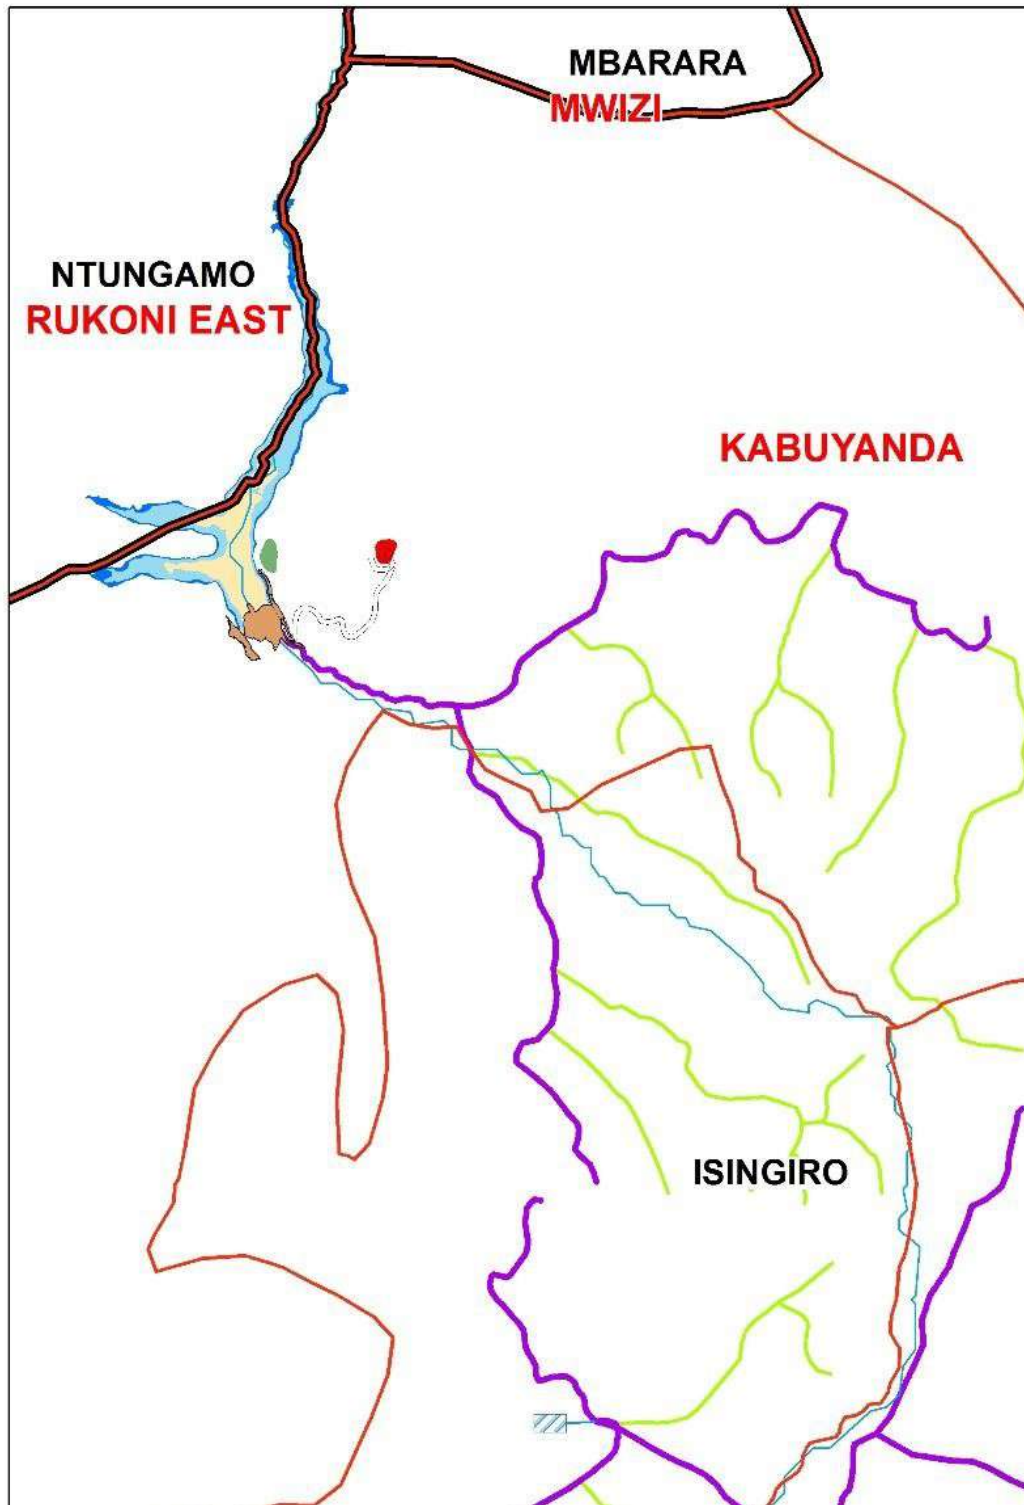 MBARARA
MWIZI
NTUNGAMO
RUKONI EAST
KABUYANDA
ISINGIRO